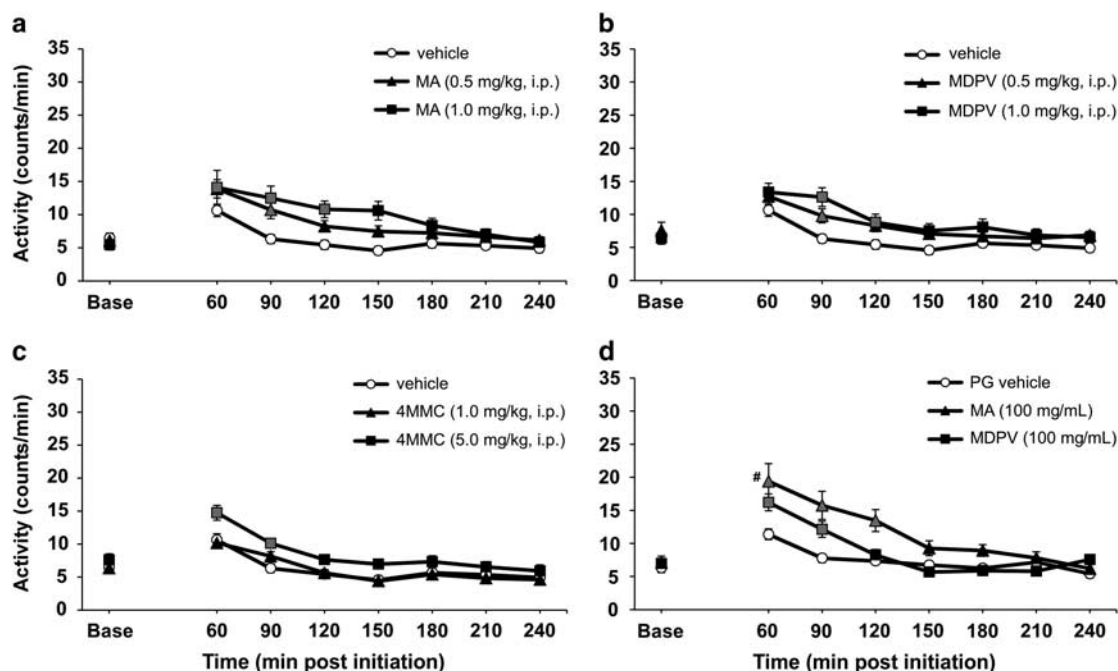 a
35
30
25
20
15
10
5
0
Activity (counts/min)
vehicle
MA (0.5 mg/kg, i.p.)
MA (1.0 mg/kg, i.p.)
Base 60 90 120 150 180 210 240
b
35
30
25
20
15
10
5
0
vehicle
MDPV (0.5 mg/kg, i.p.)
MDPV (1.0 mg/kg, i.p.)
Base 60 90 120 150 180 210 240
c
35
30
25
20
15
10
5
0
Activity (counts/min)
vehicle
4MMC (1.0 mg/kg, i.p.)
4MMC (5.0 mg/kg, i.p.)
Base 60 90 120 150 180 210 240
Time (min post initiation)
d
35
30
25
20
15
10
5
0
PG vehicle
MA (100 mg/mL)
MDPV (100 mg/mL)
#
Base 60 90 120 150 180 210 240
Time (min post initiation)